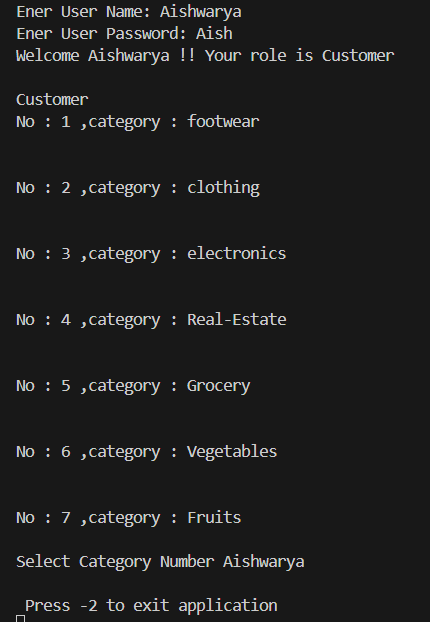 Ener User Name: Aishwarya
Ener User Password: Aish
Welcome Aishwarya !! Your role is Customer
Customer
No : 1 ,category : footwear
No : 2 ,category : clothing
No : 3 ,category : electronics
No : 4 ,category : Real-Estate
No : 5 ,category : Grocery
No : 6 ,category : Vegetables
No : 7 ,category : Fruits
Select Category Number Aishwarya
Press -2 to exit application